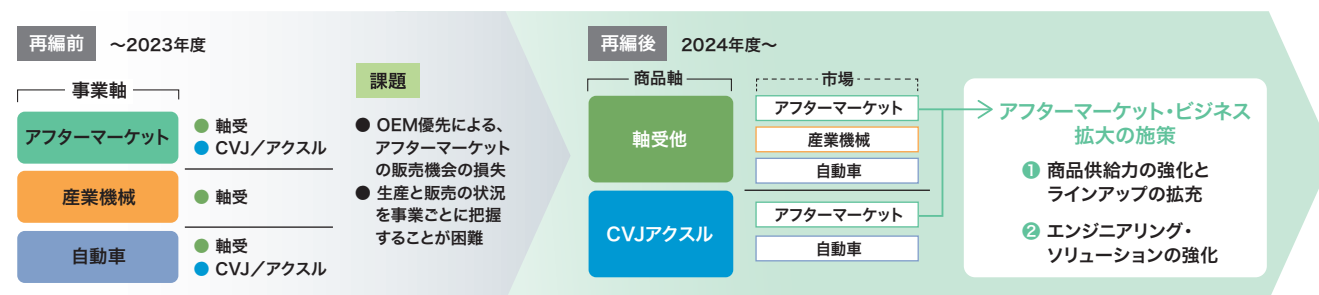 再編前 ～2023年度
事業軸
アフターマーケット
● 軸受
● CVJ／アクスル
産業機械
● 軸受
自動車
● 軸受
● CVJ／アクスル
課題
● OEM優先による、
アフターマーケット
の販売機会の損失
● 生産と販売の状況
を事業ごとに把握
することが困難
再編後 2024年度～
商品軸
市場
軸受他
アフターマーケット
産業機械
自動車
CVJアクスル
アフターマーケット
自動車
アフターマーケット・ビジネス
拡大の施策
❶ 商品供給力の強化と
ラインアップの拡充
❷ エンジニアリング・
ソリューションの強化